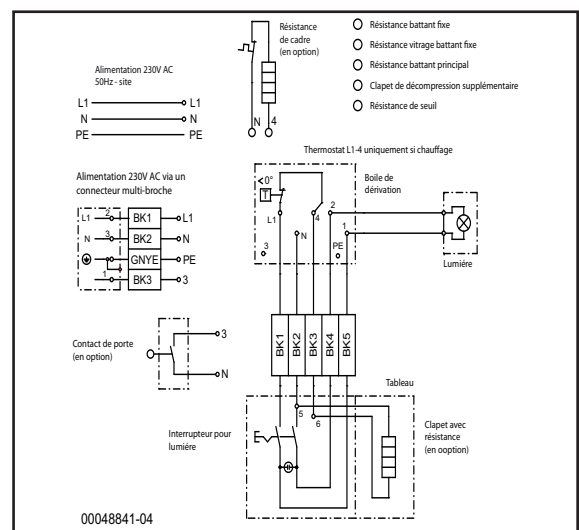 Résistance
de cadre
(en option)
Résistance battant fixe
Résistance vitrage battant fixe
Résistance battant principal
Clapet de décompression supplémentaire
Résistance de seuil
Alimentation 230V AC
50Hz - site
L1
L1
N
N
PE
PE
N
4
Thermostat L1-4 uniquement si chauffage
Alimentation 230V AC via un
connecteur multi-broche
L1
2
BK1
L1
N
3
BK2
N
GNYE
PE
1
BK3
3
<0°
T
L1
N
4
2
3
PE
1
Boile de
dérivation
Lumiére
Contact de porte
(en option)
3
N
BK1
BK2
BK3
BK4
BK5
Tableau
5
6
Interrupteur pour
lumiére
Clapet avec
résistance
(en ooption)
00048841-04